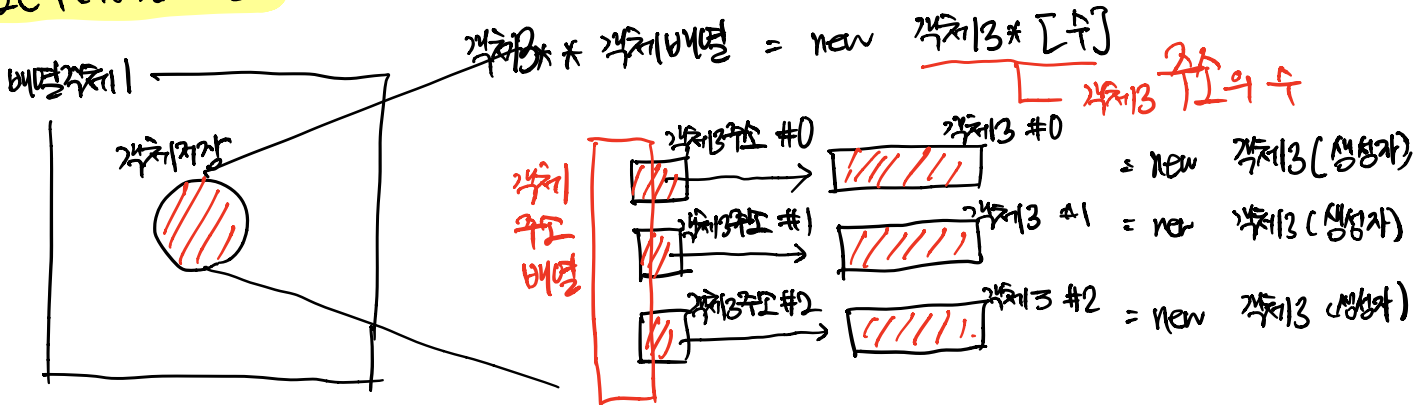 객체3** 객체배열 = new 객체3* [수]
객체3 주소의 수
배열객체1
객체저장
객체
주소
배열
객체3주소 #0
객체3 #0
= new 객체3(생성자)
객체3주소 #1
객체3 #1
= new 객체3(생성자)
객체3주소#2
객체3 #2
= new 객체3 (생성자)